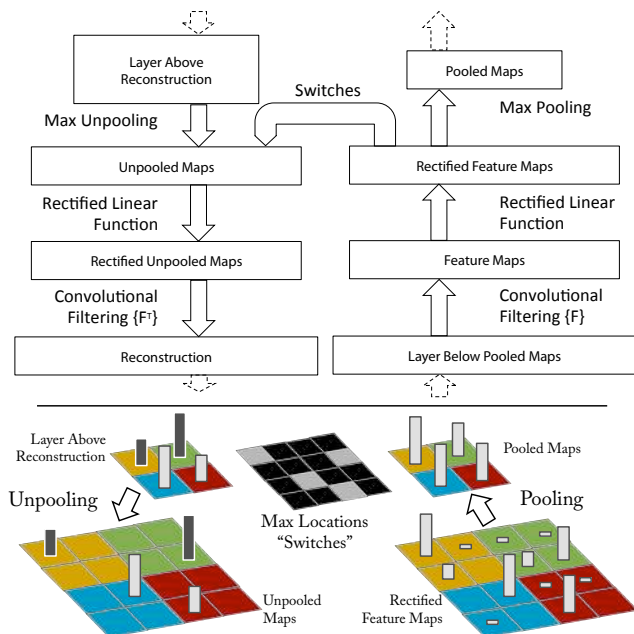 Layer Above
Reconstruction
Pooled Maps
Switches
Max Unpooling
Max Pooling
Unpooled Maps
Rectified Feature Maps
Rectified Linear
Function
Rectified Linear
Function
Rectified Unpooled Maps
Feature Maps
Convolutional
Filtering {Fᵀ}
Convolutional
Filtering {F}
Reconstruction
Layer Below Pooled Maps
Layer Above
Reconstruction
Pooled Maps
Unpooling
Max Locations
"Switches"
Pooling
Unpooled
Maps
Rectified
Feature Maps